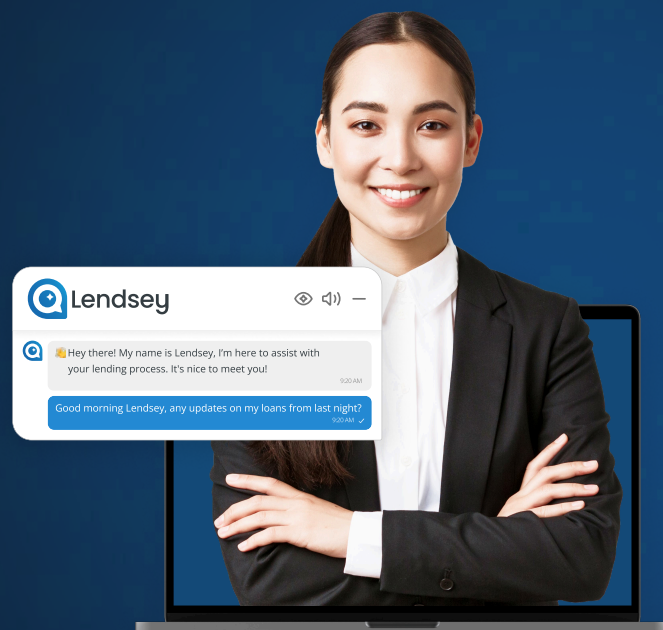 Lendsey
👋Hey there! My name is Lendsey, I'm here to assist with
your lending process. It's nice to meet you!
9:20 AM
Good morning Lendsey, any updates on my loans from last night?
9:20 AM